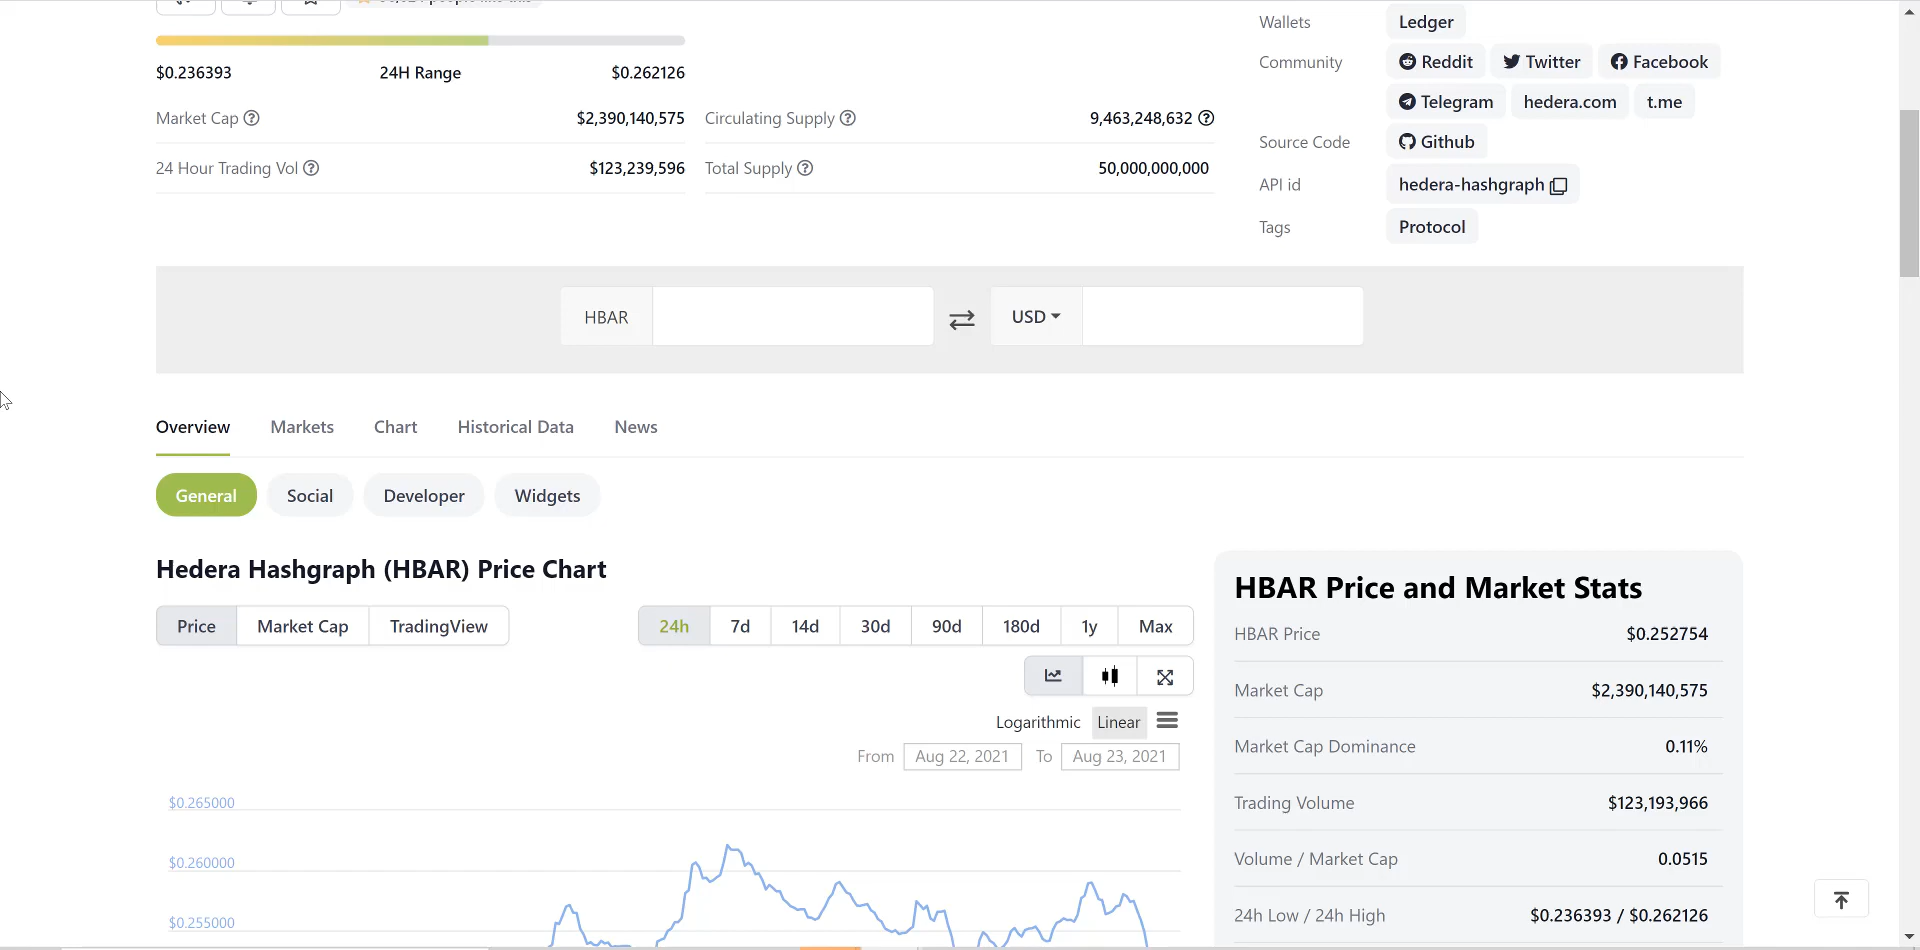 Wallets Ledger
$0.236393 24H Range $0.262126
Community Reddit Twitter Facebook
Telegram hedera.com t.me
Market Cap $2,390,140,575 Circulating Supply 9,463,248,632
Source Code Github
24 Hour Trading Vol $123,239,596 Total Supply 50,000,000,000
API id hedera-hashgraph
Tags Protocol
HBAR USD
Overview Markets Chart Historical Data News
General Social Developer Widgets
Hedera Hashgraph (HBAR) Price Chart
Price Market Cap TradingView 24h 7d 14d 30d 90d 180d 1y Max
Logarithmic Linear
From Aug 22, 2021 To Aug 23, 2021
$0.265000
$0.260000
$0.255000
HBAR Price and Market Stats
HBAR Price $0.252754
Market Cap $2,390,140,575
Market Cap Dominance 0.11%
Trading Volume $123,193,966
Volume / Market Cap 0.0515
24h Low / 24h High $0.236393 / $0.262126